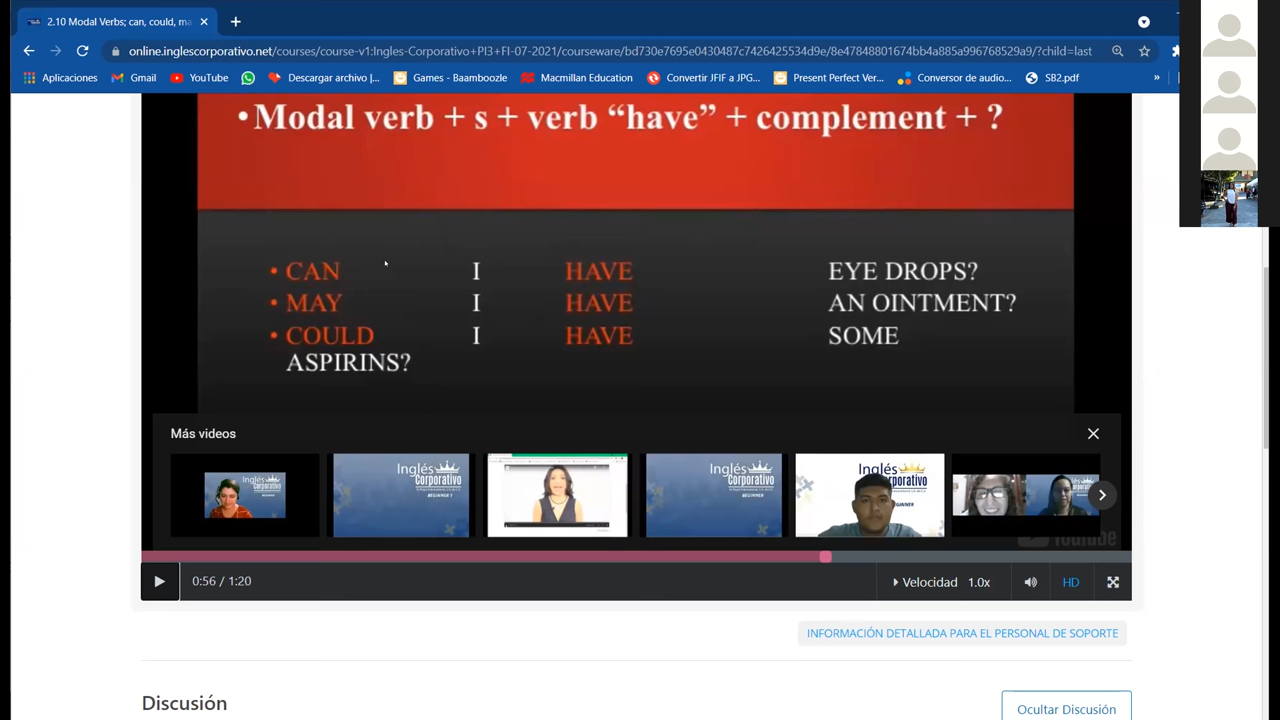 2.10 Modal Verbs; can, could, ma
online.inglescorporativo.net/courses/course-v1:Ingles-Corporativo+PI3+FI-07-2021/courseware/bd730e7695e0430487c7426425534d9e/8e47848801674bb4a885a996768529a9/?child=last
Aplicaciones Gmail YouTube Descargar archivo |... Games - Baamboozle Macmillan Education Convertir JFIF a JPG... Present Perfect Ver... Conversor de audio... SB2.pdf »
•Modal verb + s + verb “have” + complement + ?
• CAN I HAVE EYE DROPS?
• MAY I HAVE AN OINTMENT?
• COULD I HAVE SOME
ASPIRINS?
Más videos
Inglés Corporativo
BEGINNER 1
Inglés Corporativo
BEGINNER
Inglés Corporativo
YouTube
0:56 / 1:20 Velocidad 1.0x HD
INFORMACIÓN DETALLADA PARA EL PERSONAL DE SOPORTE
Discusión Ocultar Discusión